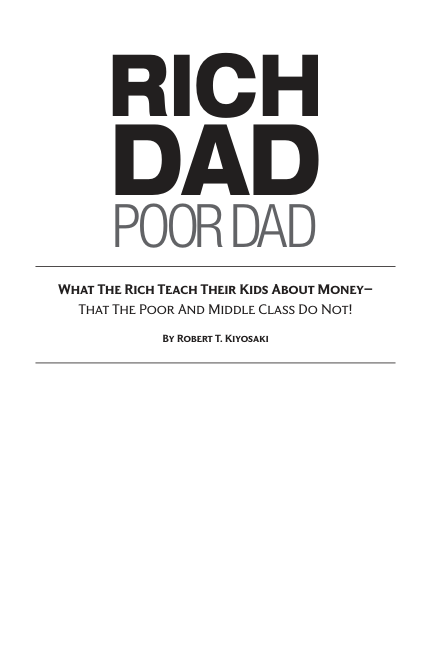 RICH
DAD
POOR DAD
What The Rich Teach Their Kids About Money–
That The Poor And Middle Class Do Not!
By Robert T. Kiyosaki